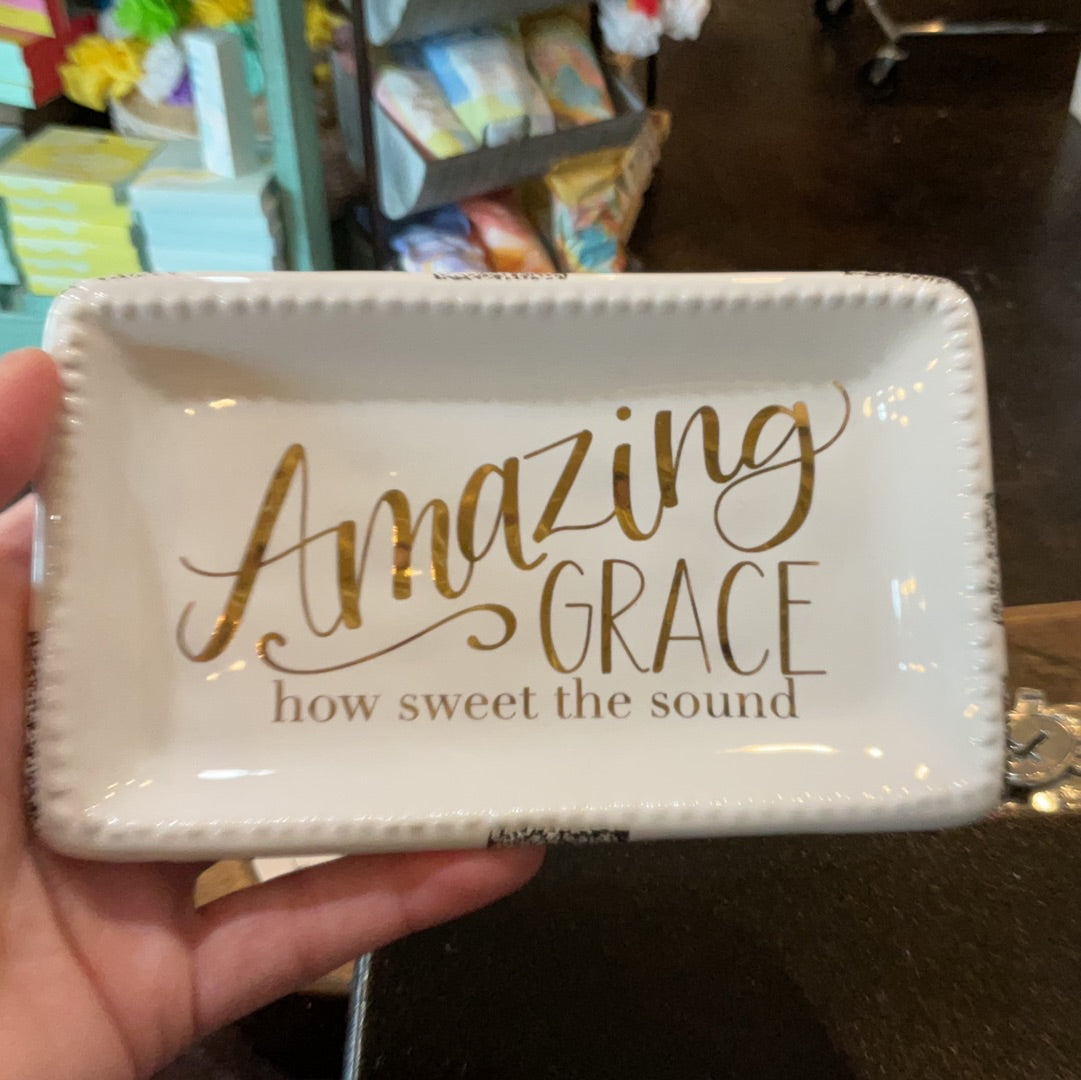 Amazing
GRACE
how sweet the sound